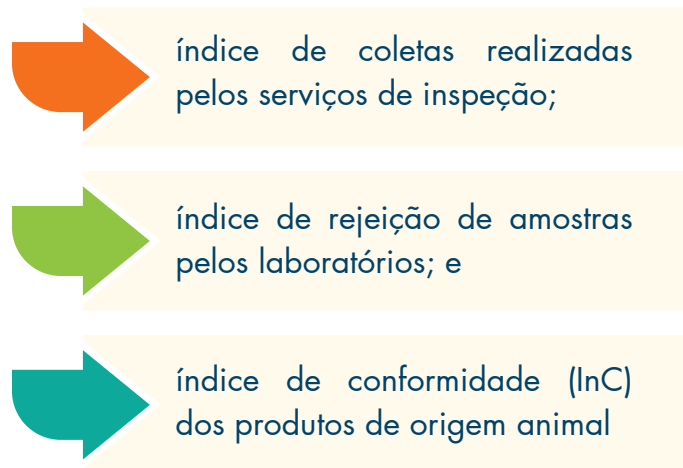 índice de coletas realizadas
pelos serviços de inspeção;
índice de rejeição de amostras
pelos laboratórios; e
índice de conformidade (InC)
dos produtos de origem animal